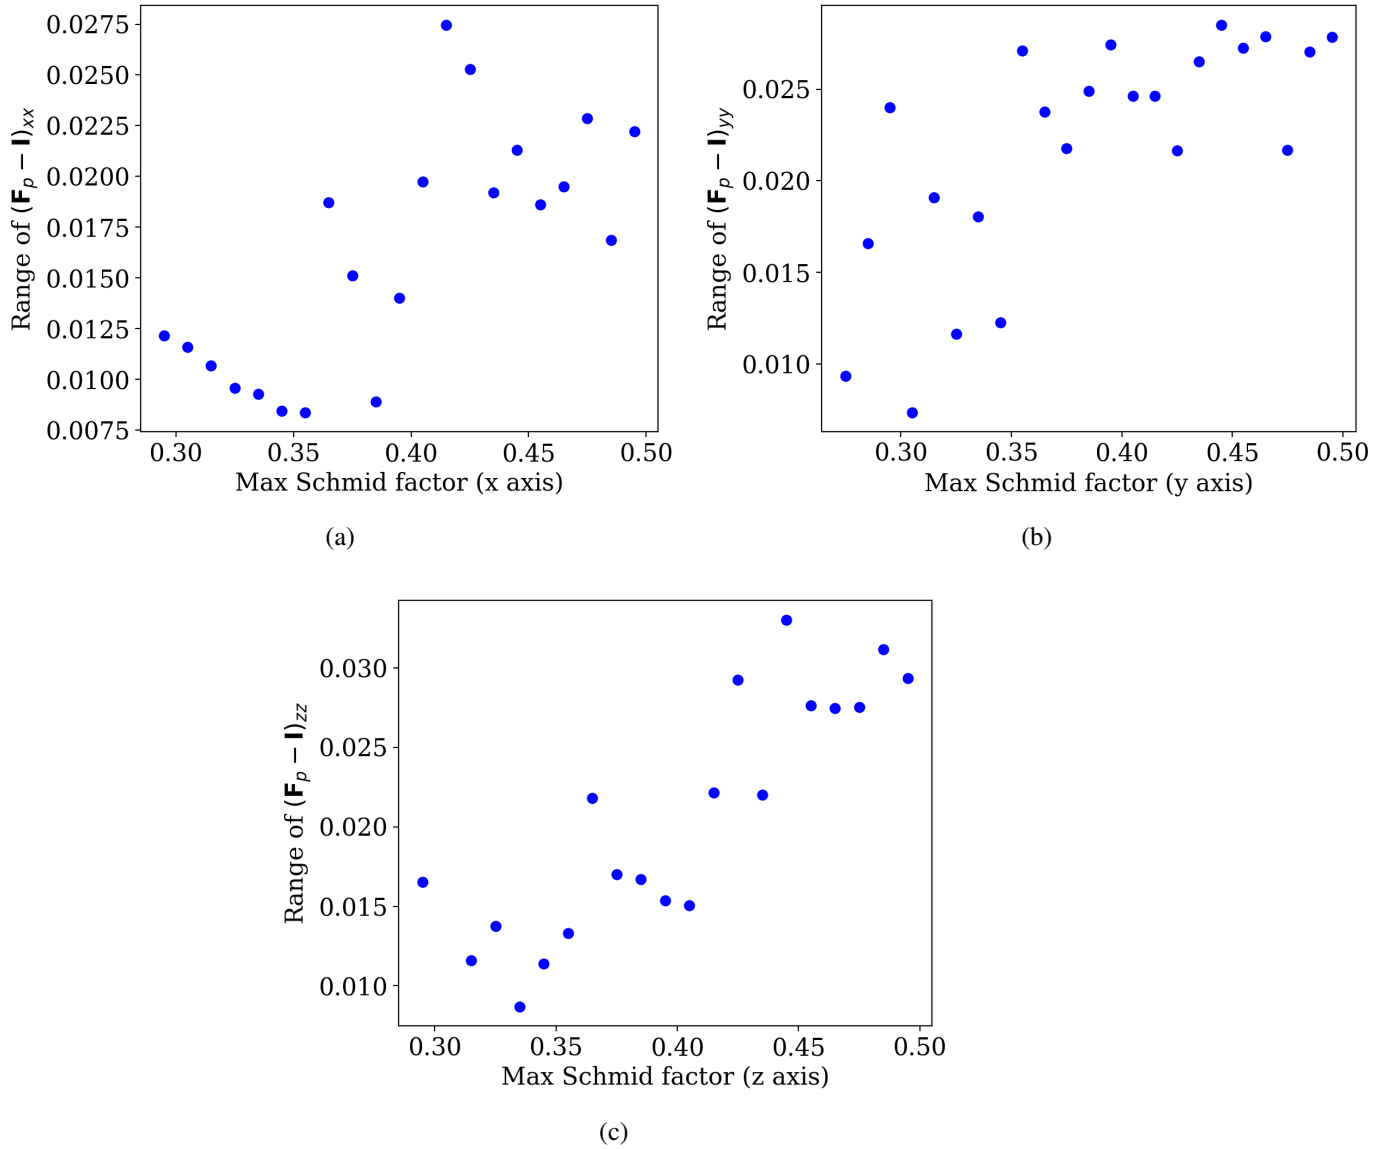 0.0275
0.0250
0.0225
0.0200
0.0175
0.0150
0.0125
0.0100
0.0075
Range of (F_p − I)_xx
0.30 0.35 0.40 0.45 0.50
Max Schmid factor (x axis)
(a)
0.025
0.020
0.015
0.010
Range of (F_p − I)_yy
0.30 0.35 0.40 0.45 0.50
Max Schmid factor (y axis)
(b)
0.030
0.025
0.020
0.015
0.010
Range of (F_p − I)_zz
0.30 0.35 0.40 0.45 0.50
Max Schmid factor (z axis)
(c)